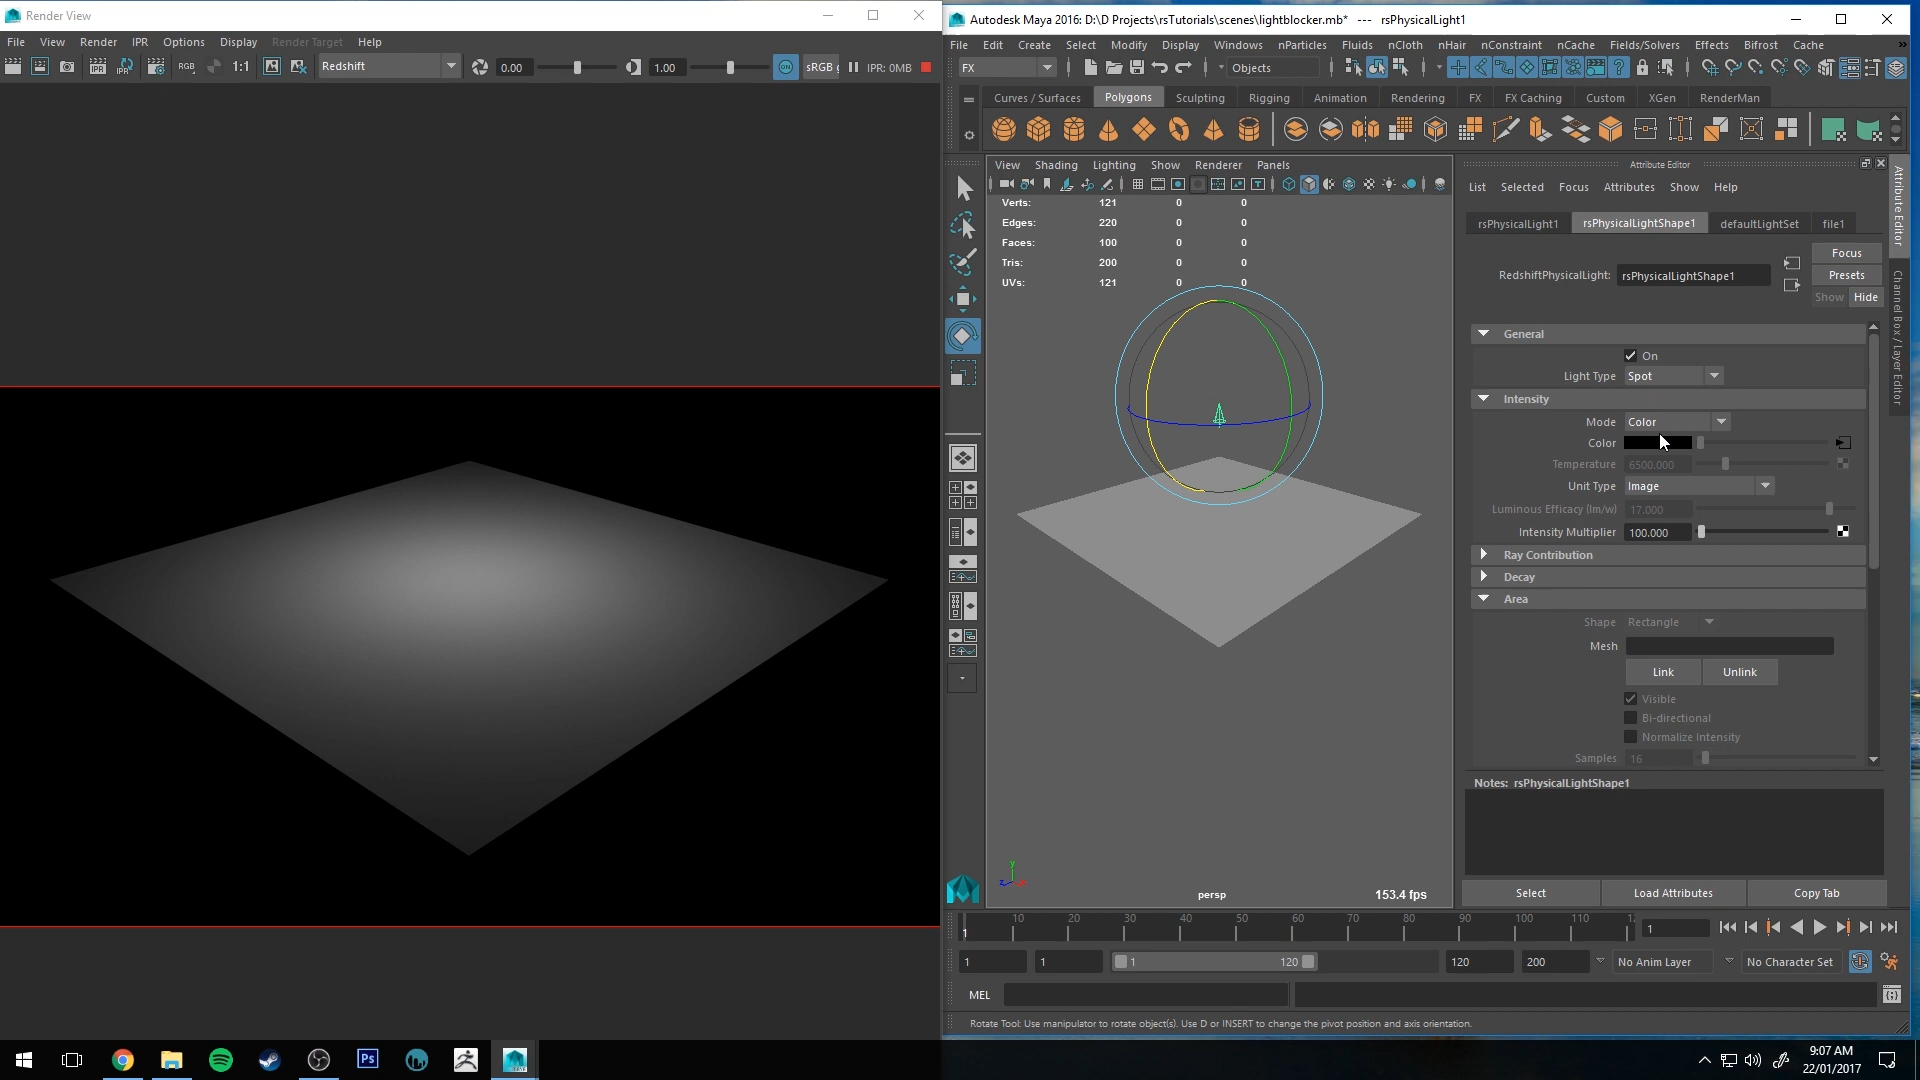 Render View
File View Render IPR Options Display Render Target Help
RGB 1:1 Redshift 0.00 1.00 ON sRGB IPR: 0MB
Autodesk Maya 2016: D:\D Projects\rsTutorials\scenes\lightblocker.mb* --- rsPhysicalLight1
File Edit Create Select Modify Display Windows nParticles Fluids nCloth nHair nConstraint nCache Fields/Solvers Effects Bifrost Cache
FX Objects
Curves / Surfaces Polygons Sculpting Rigging Animation Rendering FX FX Caching Custom XGen RenderMan
View Shading Lighting Show Renderer Panels
Verts: 121 0 0
Edges: 220 0 0
Faces: 100 0 0
Tris: 200 0 0
UVs: 121 0 0
y
z
persp
153.4 fps
Attribute Editor
List Selected Focus Attributes Show Help
rsPhysicalLight1 rsPhysicalLightShape1 defaultLightSet file1
Focus
RedshiftPhysicalLight: rsPhysicalLightShape1
Presets
Show Hide
General
On
Light Type Spot
Intensity
Mode Color
Color
Temperature 6500.000
Unit Type Image
Luminous Efficacy (lm/w) 17.000
Intensity Multiplier 100.000
Ray Contribution
Decay
Area
Shape Rectangle
Mesh
Link Unlink
Visible
Bi-directional
Normalize Intensity
Samples 16
Notes: rsPhysicalLightShape1
Select Load Attributes Copy Tab
Attribute Editor
Channel Box / Layer Editor
10 20 30 40 50 60 70 80 90 100 110
1 1
1 1 1 120 120 200 No Anim Layer No Character Set
MEL
Rotate Tool: Use manipulator to rotate object(s). Use D or INSERT to change the pivot position and axis orientation.
Ps
9:07 AM
22/01/2017